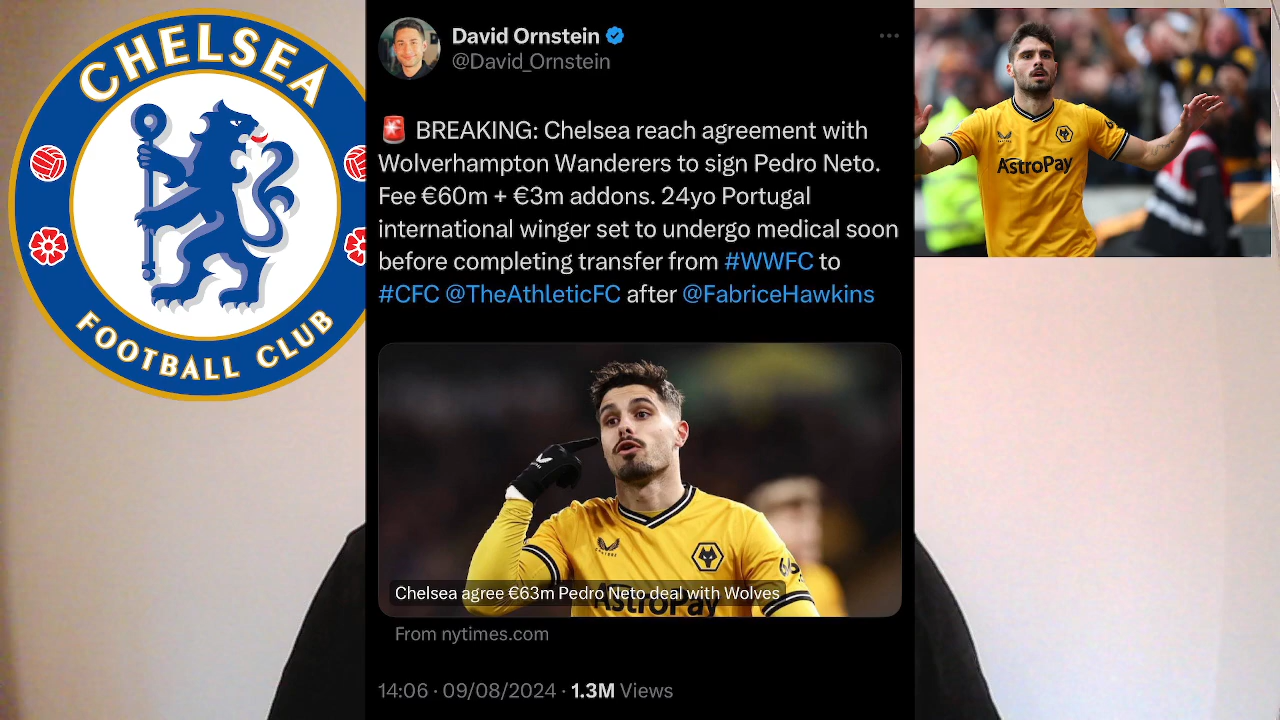 CHELSEA
FOOTBALL CLUB
David Ornstein
@David_Ornstein
🚨 BREAKING: Chelsea reach agreement with
Wolverhampton Wanderers to sign Pedro Neto.
Fee €60m + €3m addons. 24yo Portugal
international winger set to undergo medical soon
before completing transfer from #WWFC to
#CFC @TheAthleticFC after @FabriceHawkins
AstroPay
Chelsea agree €63m Pedro Neto deal with Wolves
From nytimes.com
14:06 · 09/08/2024 · 1.3M Views
AstroPay